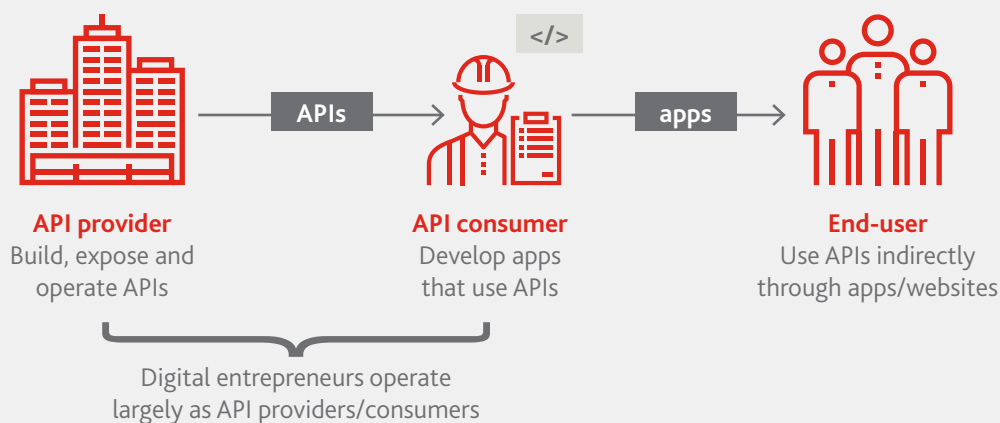 </>
APIs
apps
API provider
Build, expose and
operate APIs
API consumer
Develop apps
that use APIs
End-user
Use APIs indirectly
through apps/websites
Digital entrepreneurs operate
largely as API providers/consumers